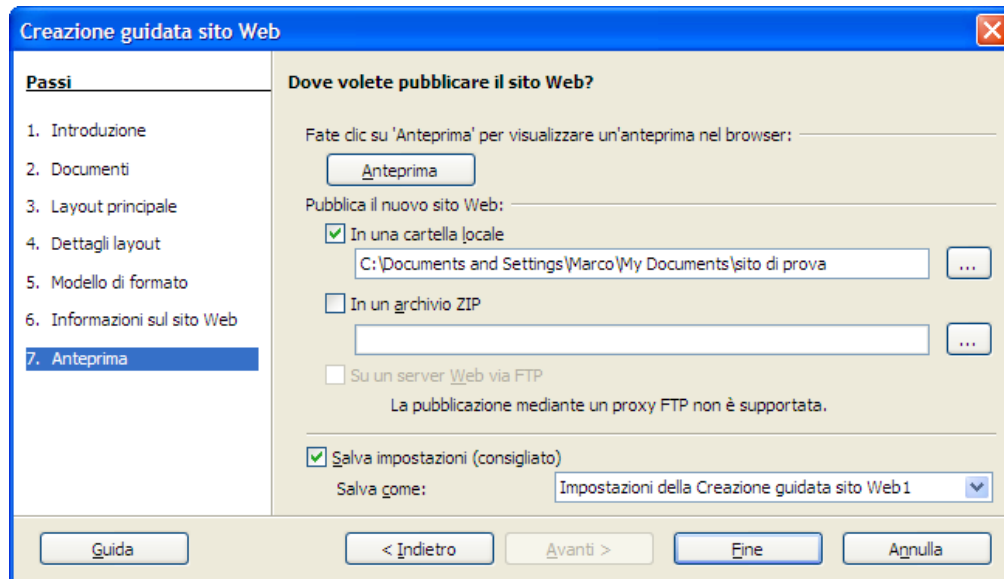 Creazione guidata sito Web
Passi
1. Introduzione
2. Documenti
3. Layout principale
4. Dettagli layout
5. Modello di formato
6. Informazioni sul sito Web
7. Anteprima
Dove volete pubblicare il sito Web?
Fate clic su 'Anteprima' per visualizzare un'anteprima nel browser:
Anteprima
Pubblica il nuovo sito Web:
In una cartella locale
C:\Documents and Settings\Marco\My Documents\sito di prova
...
In un archivio ZIP
...
Su un server Web via FTP
La pubblicazione mediante un proxy FTP non è supportata.
Salva impostazioni (consigliato)
Salva come: Impostazioni della Creazione guidata sito Web1
Guida < Indietro Avanti > Fine Annulla